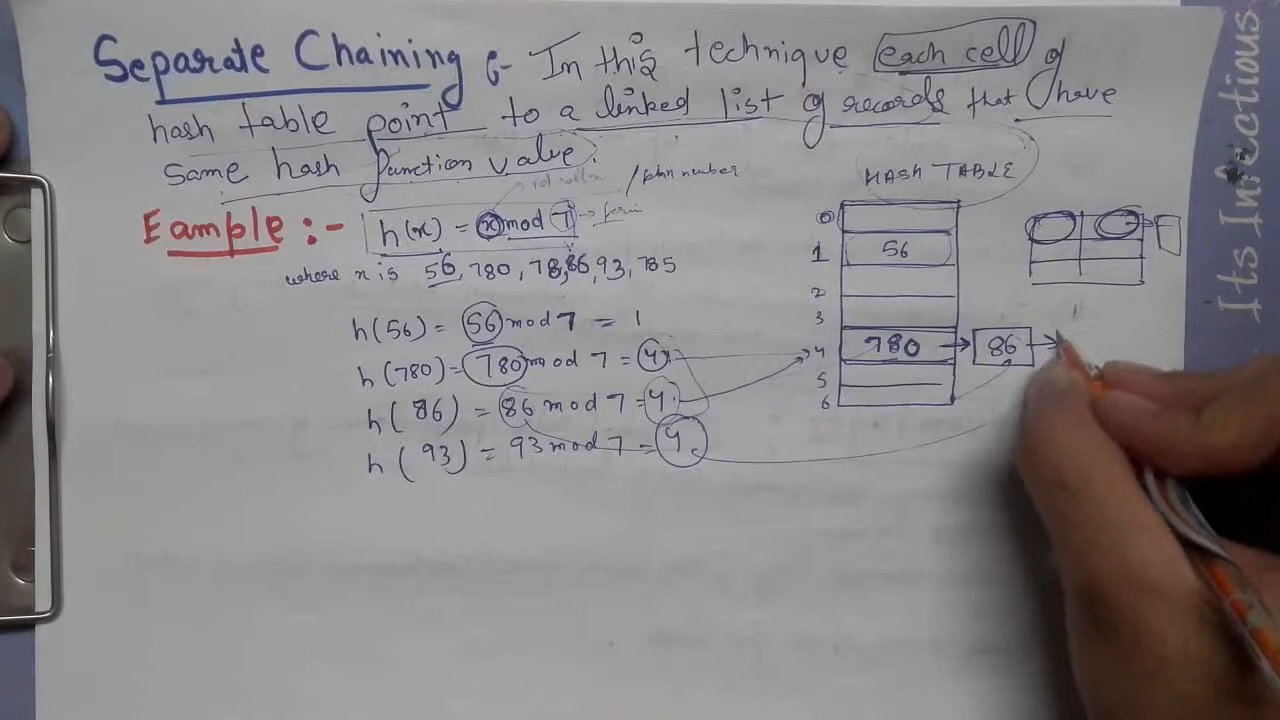 Separate Chaining :- In this technique each cell of
hash table point to a linked list of records that have
same hash function value.
/phn number
HASH TABLE
Eample :- h(x) = x mod 7
where x is 56, 780, 78, 86, 93, 785
h(56) = 56 mod 7 = 1
h(780) = 780 mod 7 = 4
h(86) = 86 mod 7 = 4
h(93) = 93 mod 7 = 4
0
1 56
2
3
4 780 86
5
6
Its Infectious